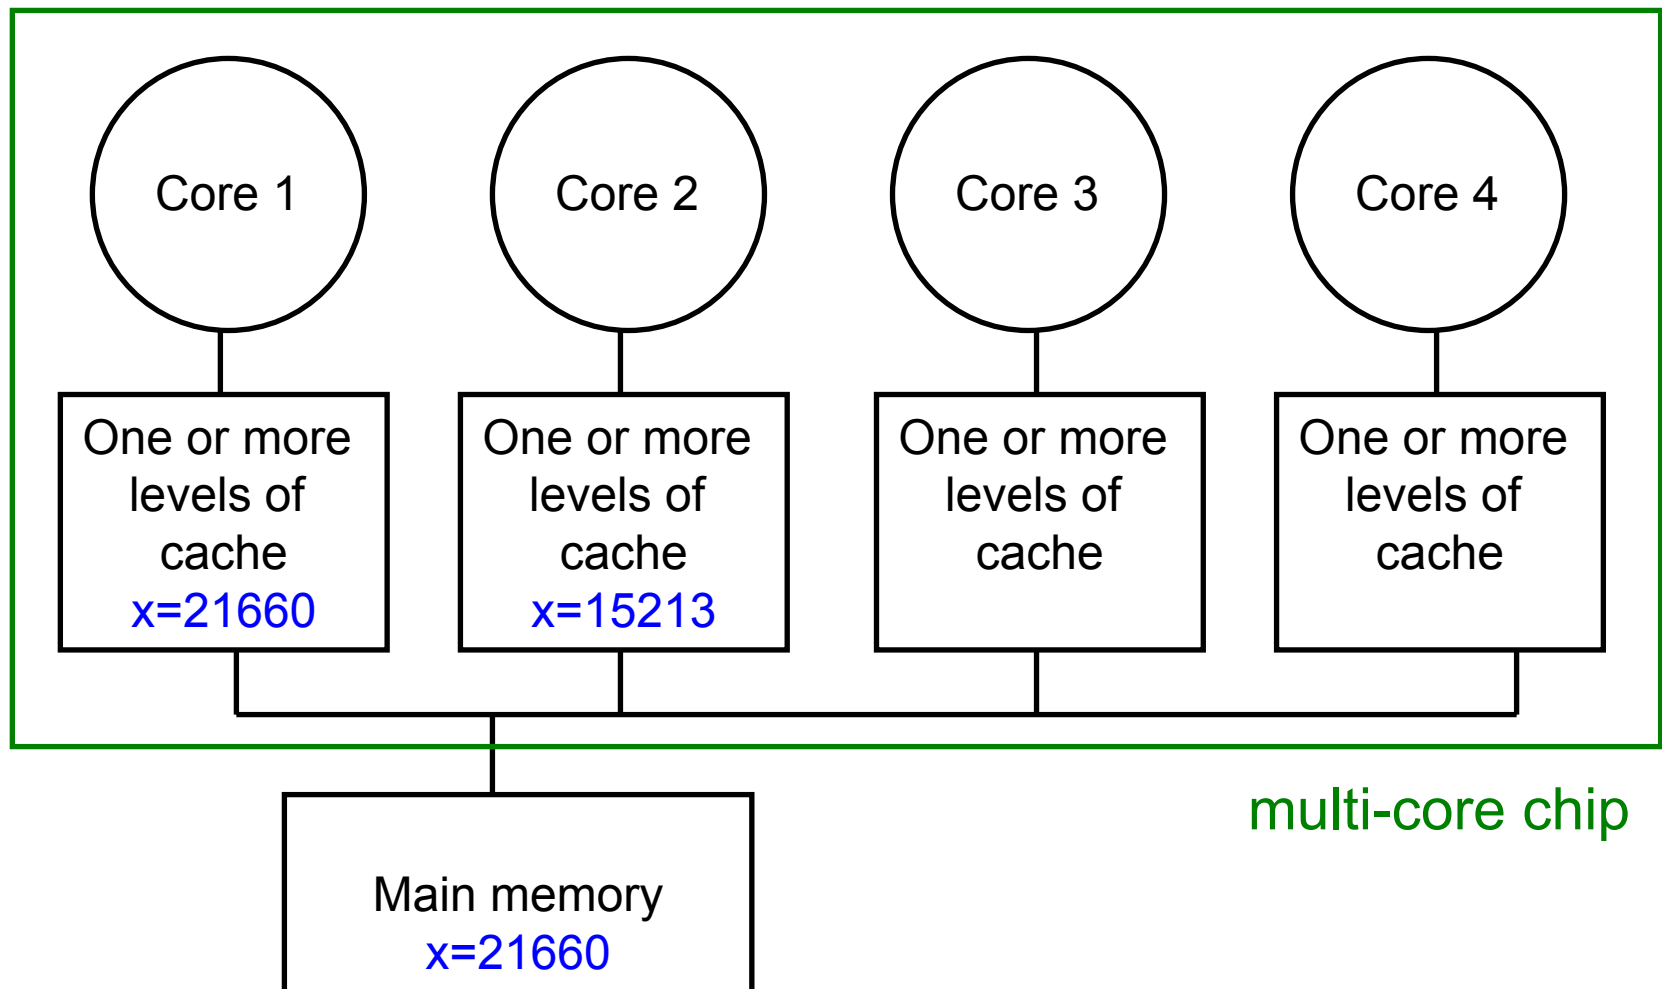 Core 1
Core 2
Core 3
Core 4
One or more
levels of
cache
x=21660
One or more
levels of
cache
x=15213
One or more
levels of
cache
One or more
levels of
cache
multi-core chip
Main memory
x=21660